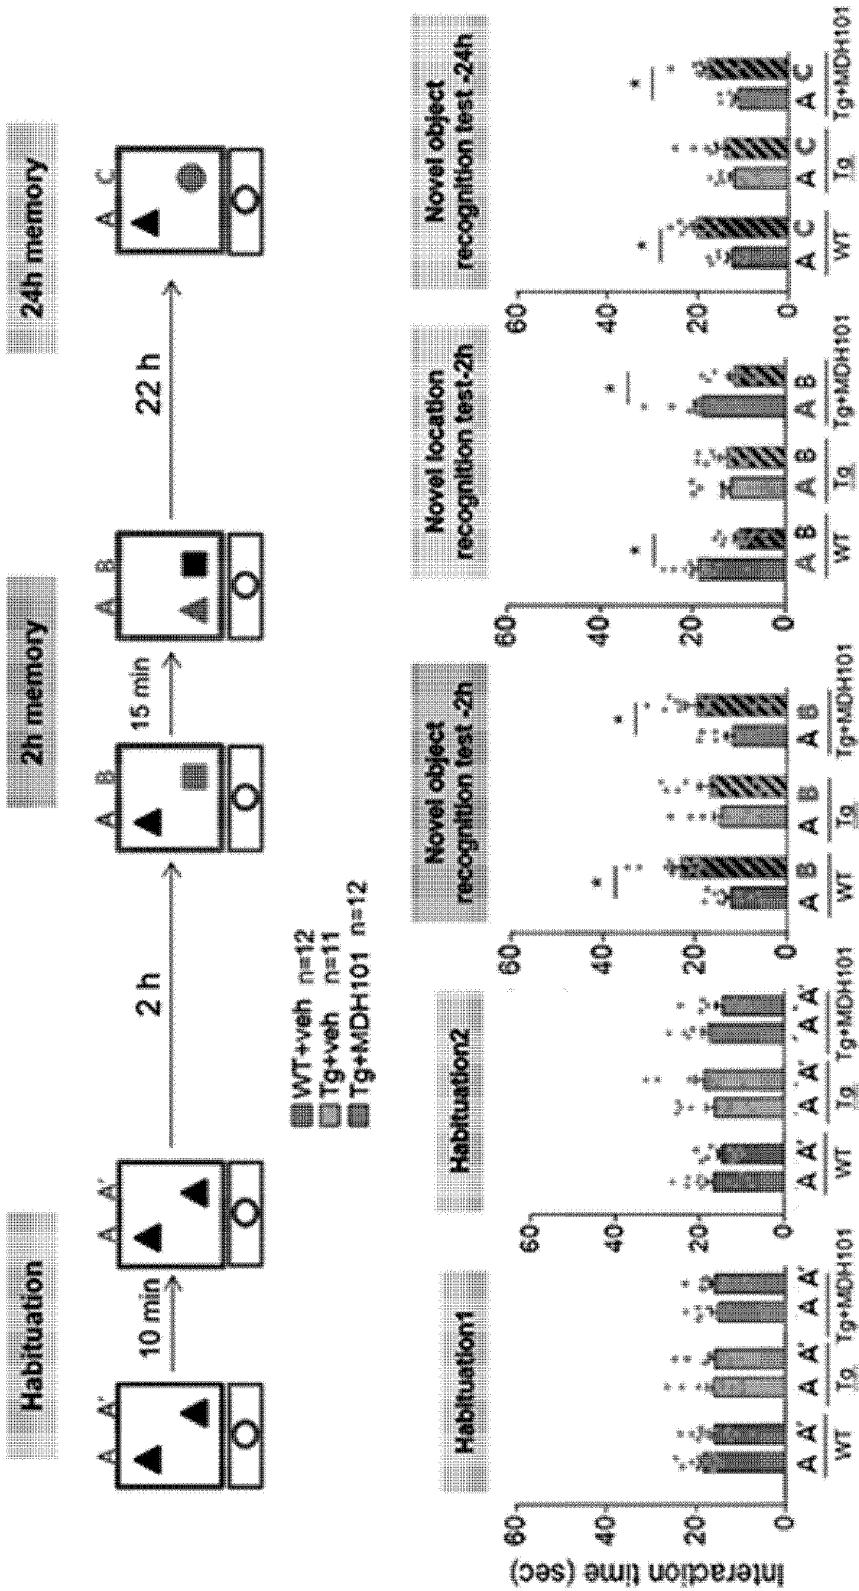 Habituation
2h memory
24h memory
A A'
A A'
A B
A B
A C
10 min
2 h
15 min
22 h
WT+veh n=12
Tg+veh n=11
Tg+MDH101 n=12
Habituation1
Interaction time (sec)
60
40
20
0
A A' A A' A A'
WT Tg Tg+MDH101
Habituation2
60
40
20
0
A A' A A' A A'
WT Tg Tg+MDH101
Novel object
recognition test -2h
60
40
20
0
* *
A B A B A B
WT Tg Tg+MDH101
Novel location
recognition test-2h
60
40
20
0
* *
A B A B A B
WT Tg Tg+MDH101
Novel object
recognition test -24h
60
40
20
0
* *
A C A C A C
WT Tg Tg+MDH101